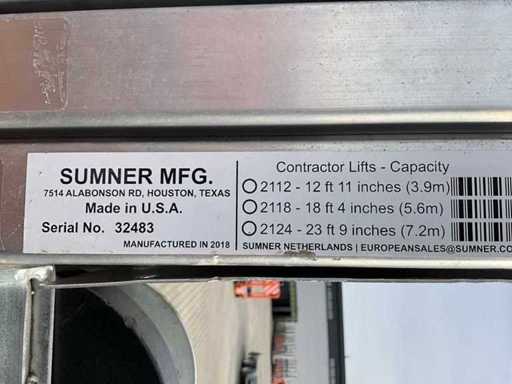 SUMNER MFG.
7514 ALABONSON RD, HOUSTON, TEXAS
Made in U.S.A.
Serial No. 32483
MANUFACTURED IN 2018
Contractor Lifts - Capacity
2112 - 12 ft 11 inches (3.9m)
2118 - 18 ft 4 inches (5.6m)
2124 - 23 ft 9 inches (7.2m)
SUMNER NETHERLANDS | EUROPEANSALES@SUMNER.CO